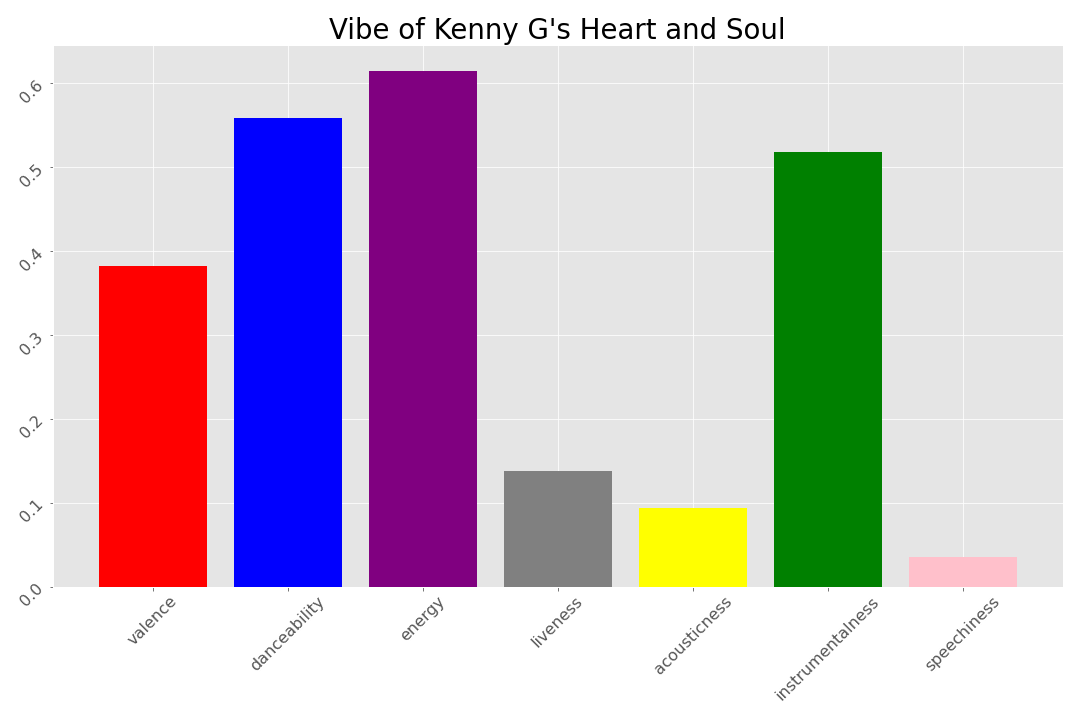 Vibe of Kenny G's Heart and Soul
0.6
0.5
0.4
0.3
0.2
0.1
0.0
valence
danceability
energy
liveness
acousticness
instrumentalness
speechiness